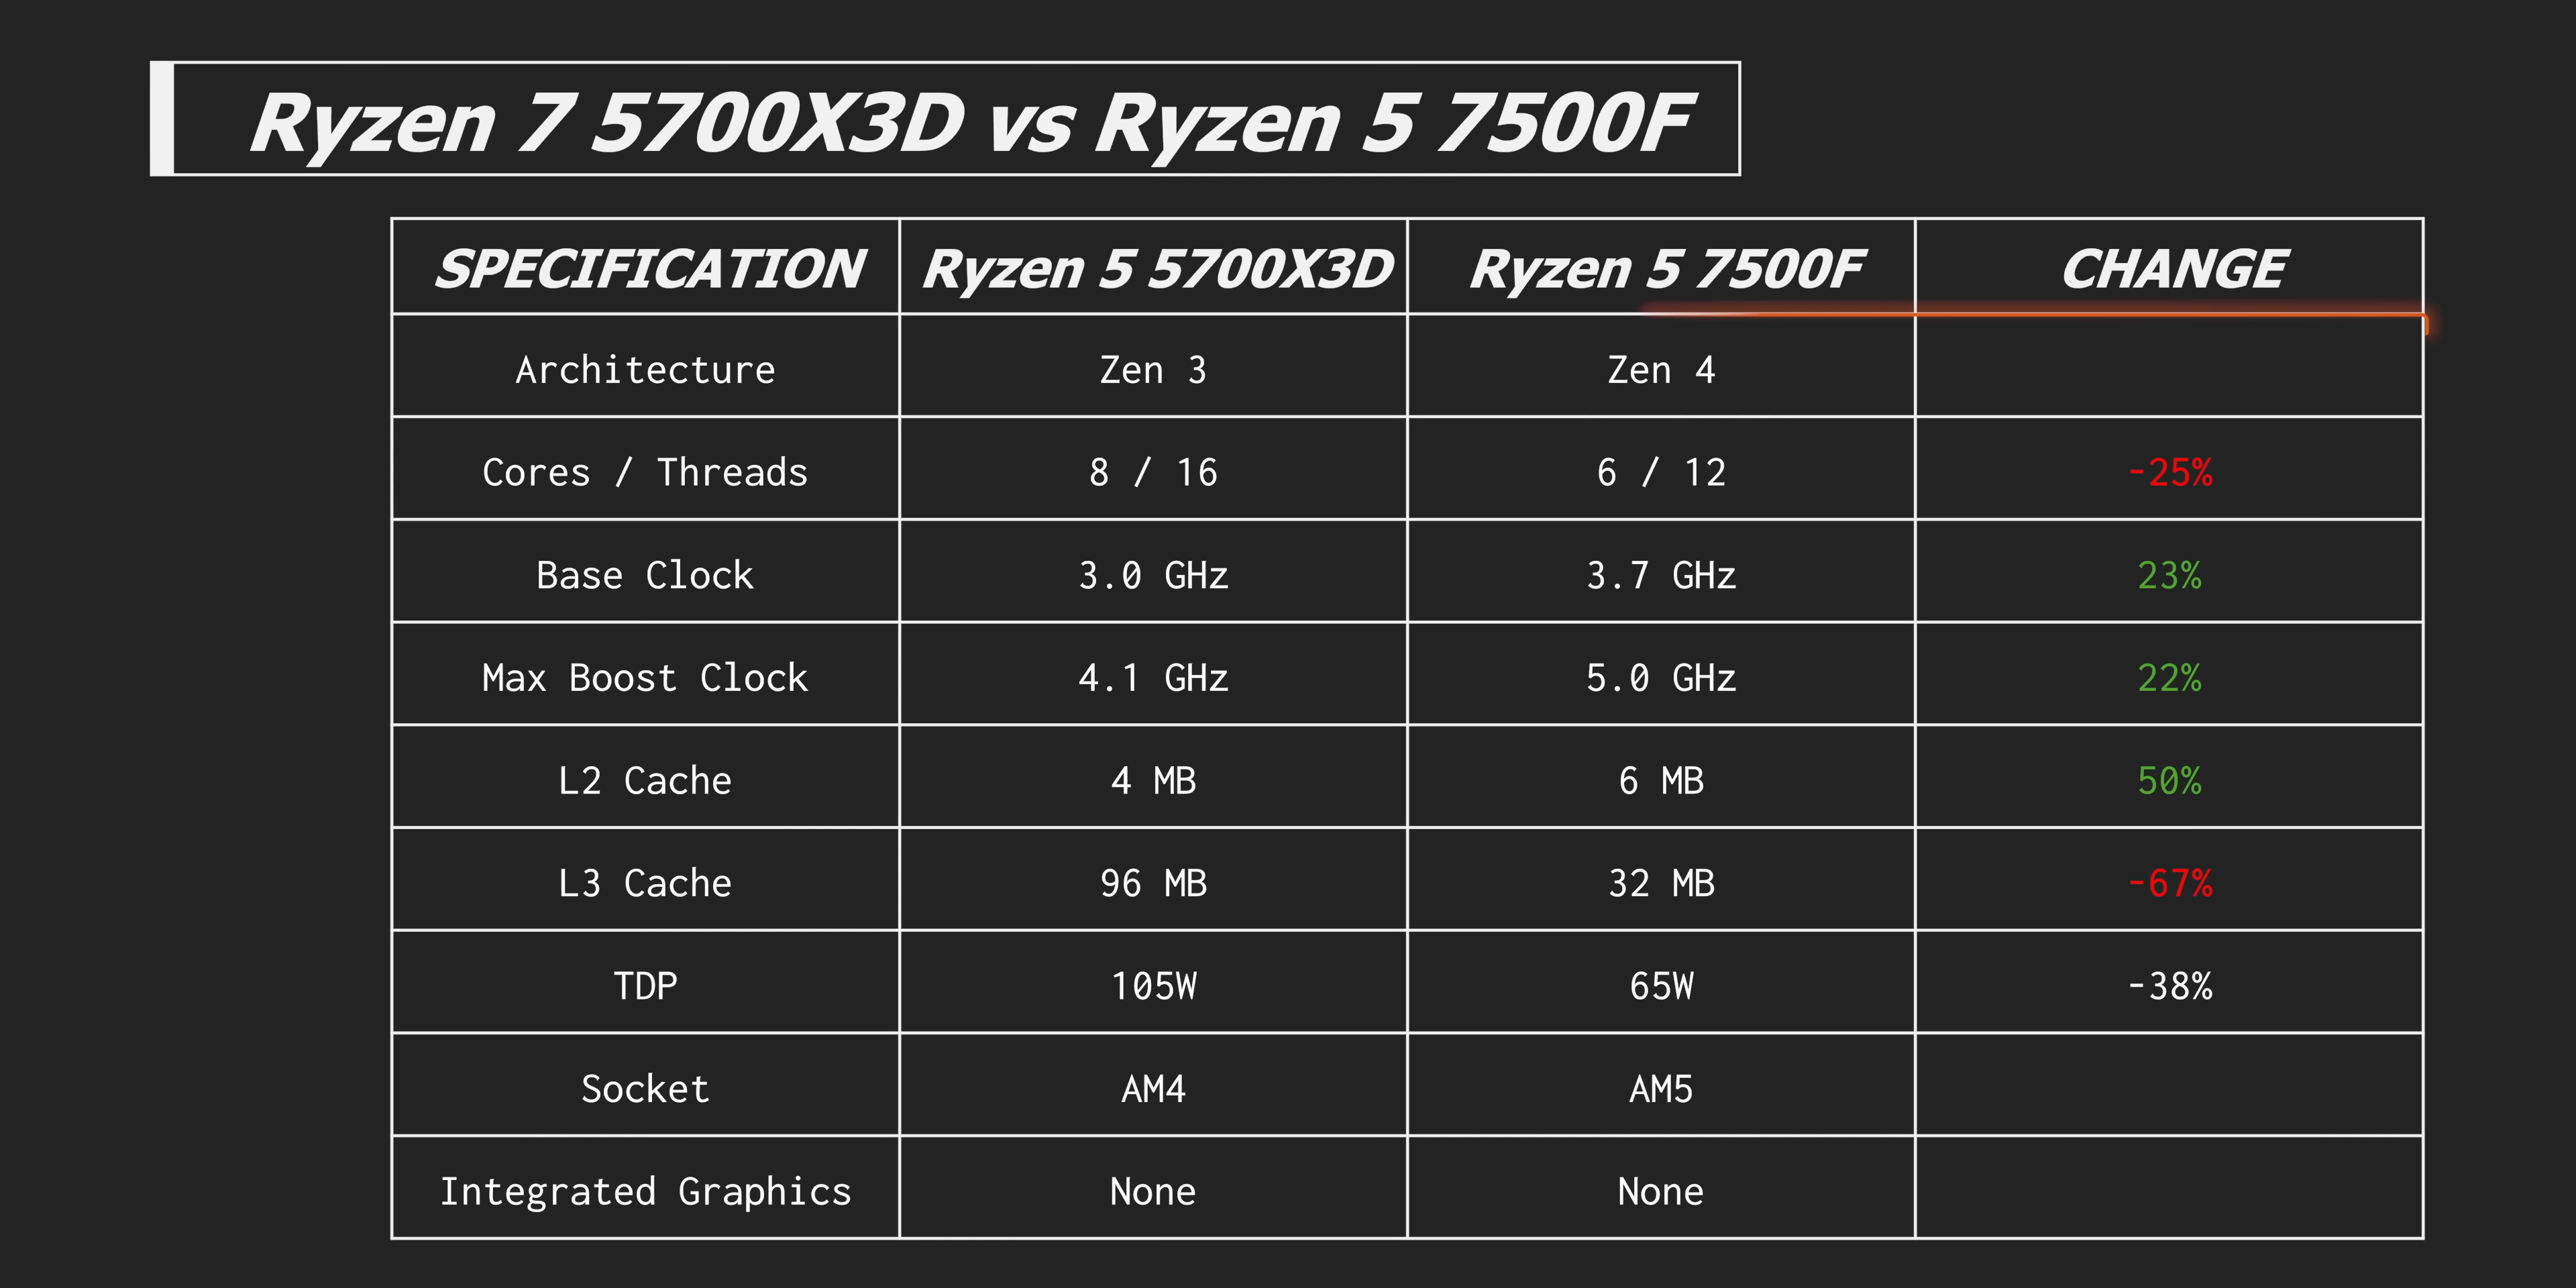 Ryzen 7 5700X3D vs Ryzen 5 7500F
SPECIFICATION Ryzen 5 5700X3D Ryzen 5 7500F CHANGE
Architecture Zen 3 Zen 4
Cores / Threads 8 / 16 6 / 12 -25%
Base Clock 3.0 GHz 3.7 GHz 23%
Max Boost Clock 4.1 GHz 5.0 GHz 22%
L2 Cache 4 MB 6 MB 50%
L3 Cache 96 MB 32 MB -67%
TDP 105W 65W -38%
Socket AM4 AM5
Integrated Graphics None None